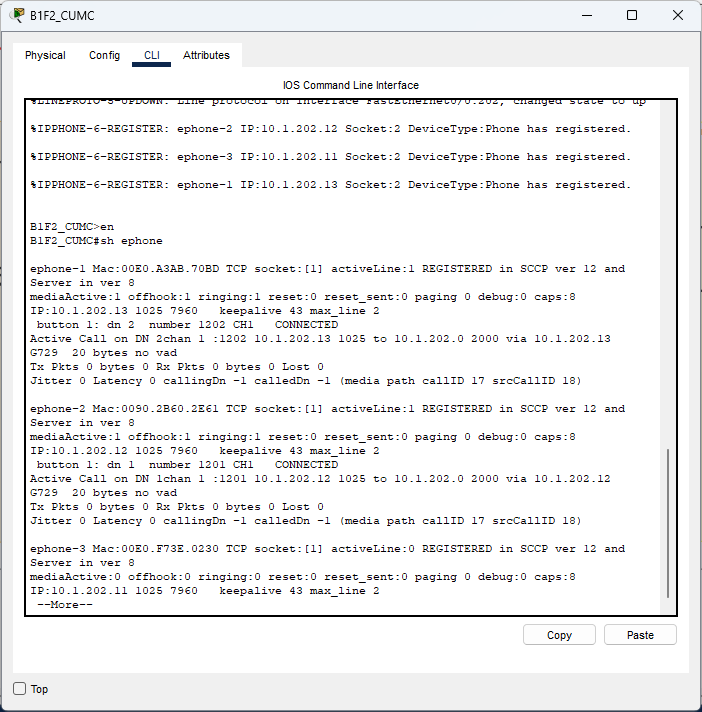 B1F2_CUMC
Physical Config CLI Attributes
IOS Command Line Interface
%LINEPROTO-5-UPDOWN: Line protocol on interface FastEthernet0/0.202, changed state to up
%IPPHONE-6-REGISTER: ephone-2 IP:10.1.202.12 Socket:2 DeviceType:Phone has registered.
%IPPHONE-6-REGISTER: ephone-3 IP:10.1.202.11 Socket:2 DeviceType:Phone has registered.
%IPPHONE-6-REGISTER: ephone-1 IP:10.1.202.13 Socket:2 DeviceType:Phone has registered.
B1F2_CUMC>en
B1F2_CUMC#sh ephone
ephone-1 Mac:00E0.A3AB.70BD TCP socket:[1] activeLine:1 REGISTERED in SCCP ver 12 and
Server in ver 8
mediaActive:1 offhook:1 ringing:1 reset:0 reset_sent:0 paging 0 debug:0 caps:8
IP:10.1.202.13 1025 7960 keepalive 43 max_line 2
button 1: dn 2 number 1202 CH1 CONNECTED
Active Call on DN 2chan 1 :1202 10.1.202.13 1025 to 10.1.202.0 2000 via 10.1.202.13
G729 20 bytes no vad
Tx Pkts 0 bytes 0 Rx Pkts 0 bytes 0 Lost 0
Jitter 0 Latency 0 callingDn -1 calledDn -1 (media path callID 17 srcCallID 18)
ephone-2 Mac:0090.2B60.2E61 TCP socket:[1] activeLine:1 REGISTERED in SCCP ver 12 and
Server in ver 8
mediaActive:1 offhook:1 ringing:1 reset:0 reset_sent:0 paging 0 debug:0 caps:8
IP:10.1.202.12 1025 7960 keepalive 43 max_line 2
button 1: dn 1 number 1201 CH1 CONNECTED
Active Call on DN 1chan 1 :1201 10.1.202.12 1025 to 10.1.202.0 2000 via 10.1.202.12
G729 20 bytes no vad
Tx Pkts 0 bytes 0 Rx Pkts 0 bytes 0 Lost 0
Jitter 0 Latency 0 callingDn -1 calledDn -1 (media path callID 17 srcCallID 18)
ephone-3 Mac:00E0.F73E.0230 TCP socket:[1] activeLine:0 REGISTERED in SCCP ver 12 and
Server in ver 8
mediaActive:0 offhook:0 ringing:0 reset:0 reset_sent:0 paging 0 debug:0 caps:8
IP:10.1.202.11 1025 7960 keepalive 43 max_line 2
--More--
Copy Paste
Top